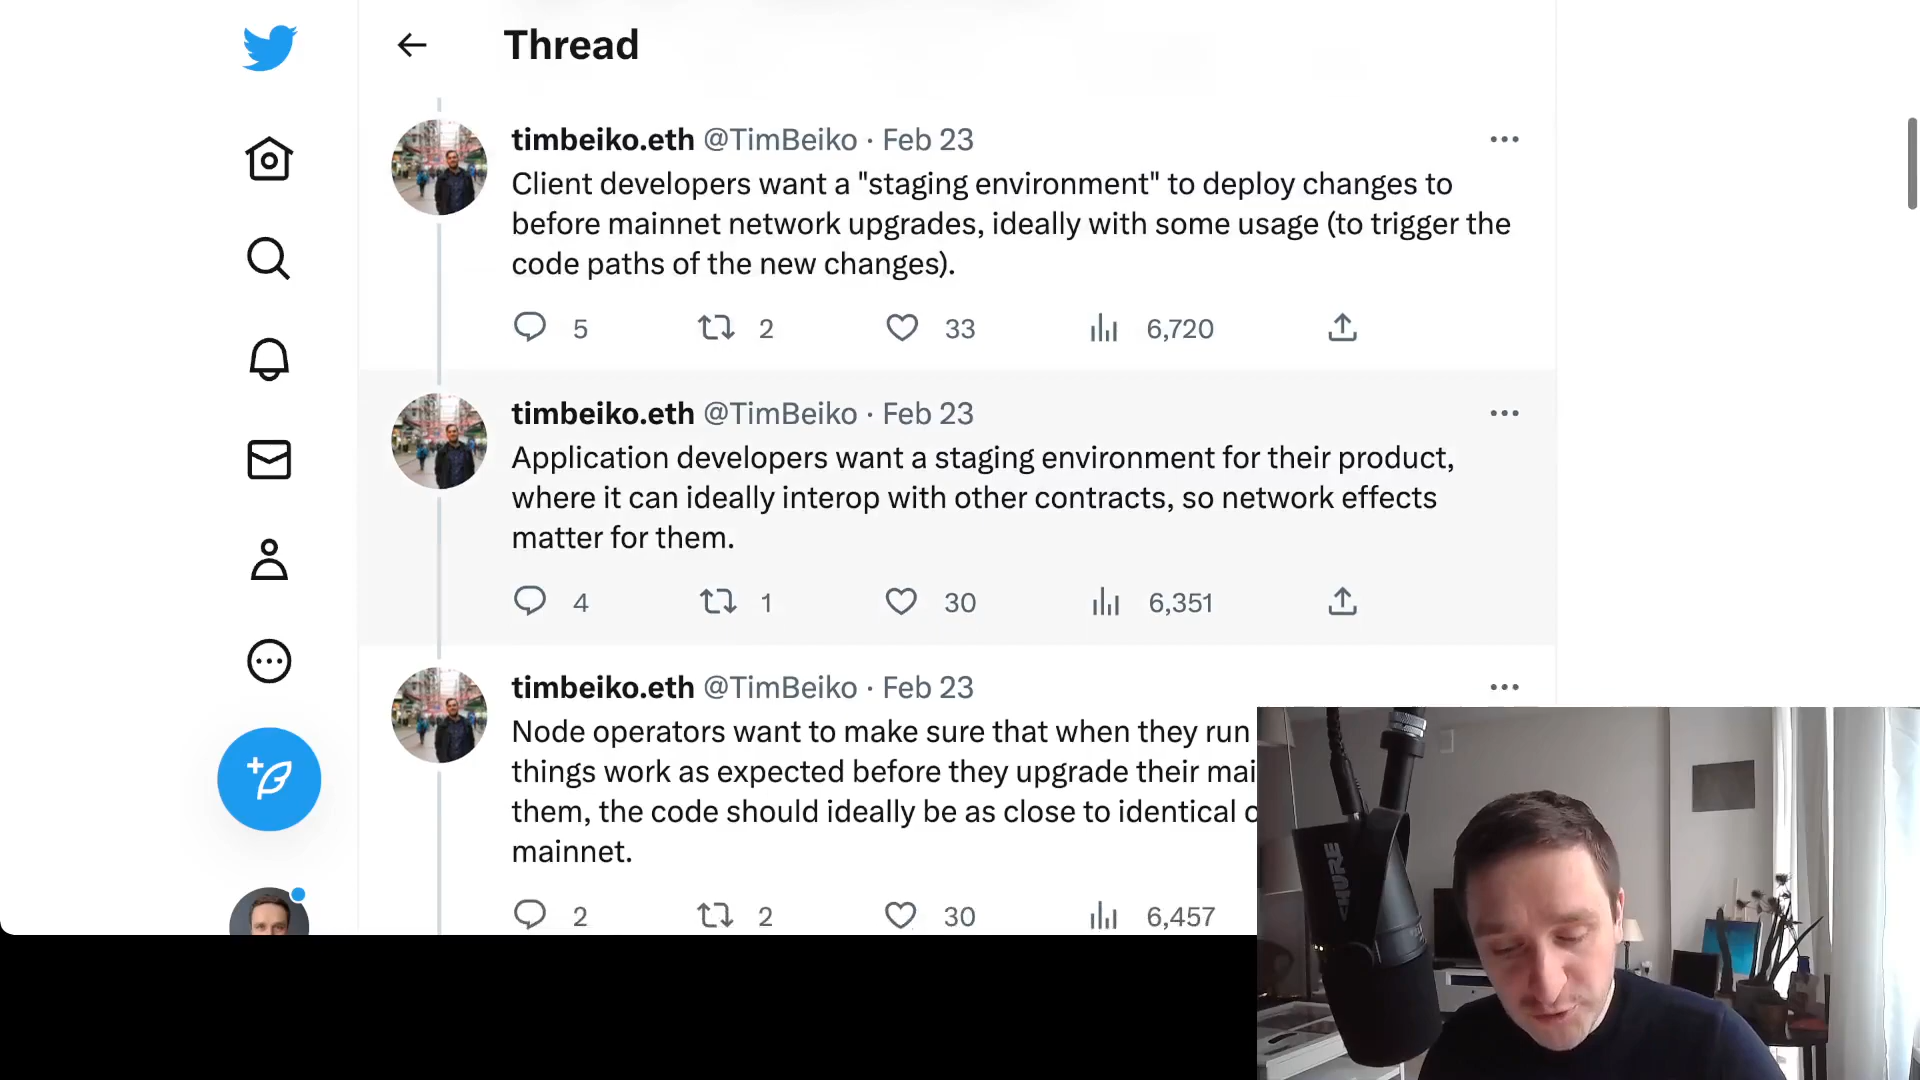 Thread
timbeiko.eth @TimBeiko · Feb 23
Client developers want a "staging environment" to deploy changes to
before mainnet network upgrades, ideally with some usage (to trigger the
code paths of the new changes).
5 2 33 6,720
timbeiko.eth @TimBeiko · Feb 23
Application developers want a staging environment for their product,
where it can ideally interop with other contracts, so network effects
matter for them.
4 1 30 6,351
timbeiko.eth @TimBeiko · Feb 23
Node operators want to make sure that when they run
things work as expected before they upgrade their
them, the code should ideally be as close to identical
mainnet.
2 2 30 6,457
SHURE